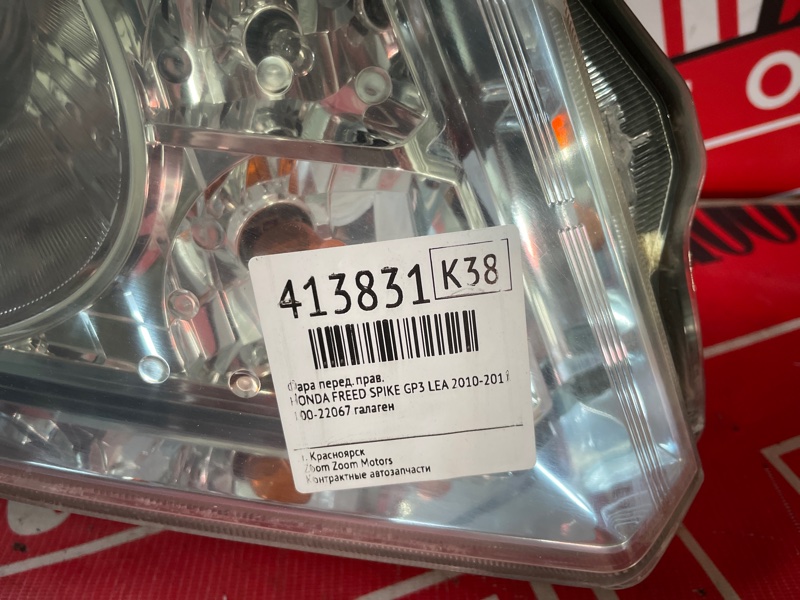 413831 K38
фара перед.прав.
HONDA FREED SPIKE GP3 LEA 2010-201
100-22067 галаген
г. Красноярск
Zoom Zoom Motors
Контрактные автозапчасти